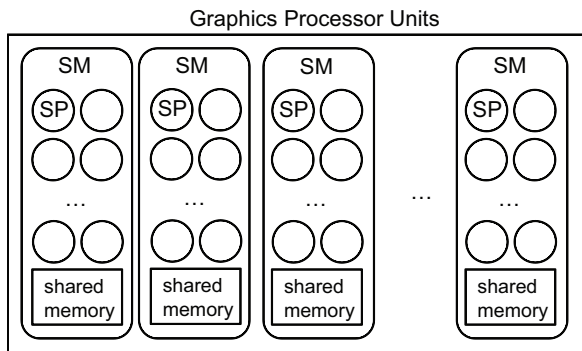 Graphics Processor Units
SM
SP
...
shared
memory
SM
SP
...
shared
memory
SM
SP
...
shared
memory
...
SM
SP
...
shared
memory